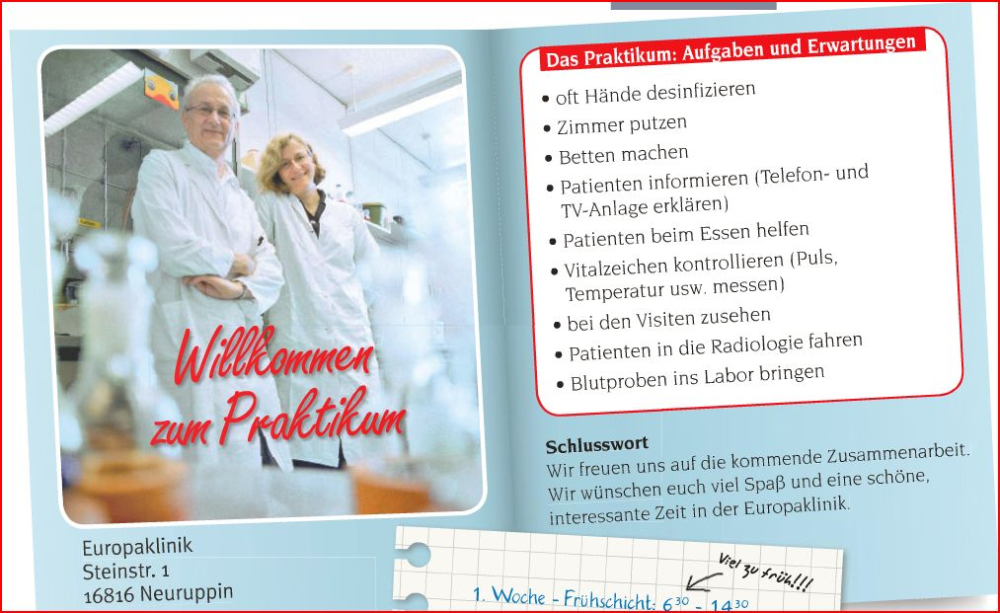 Willkommen
zum Praktikum
Europaklinik
Steinstr. 1
16816 Neuruppin
Das Praktikum: Aufgaben und Erwartungen
• oft Hände desinfizieren
• Zimmer putzen
• Betten machen
• Patienten informieren (Telefon- und
TV-Anlage erklären)
• Patienten beim Essen helfen
• Vitalzeichen kontrollieren (Puls,
Temperatur usw. messen)
• bei den Visiten zusehen
• Patienten in die Radiologie fahren
• Blutproben ins Labor bringen
Schlusswort
Wir freuen uns auf die kommende Zusammenarbeit.
Wir wünschen euch viel Spaß und eine schöne,
interessante Zeit in der Europaklinik.
Viel zu früh!!!
1. Woche – Frühschicht: 6³⁰ - 14³⁰